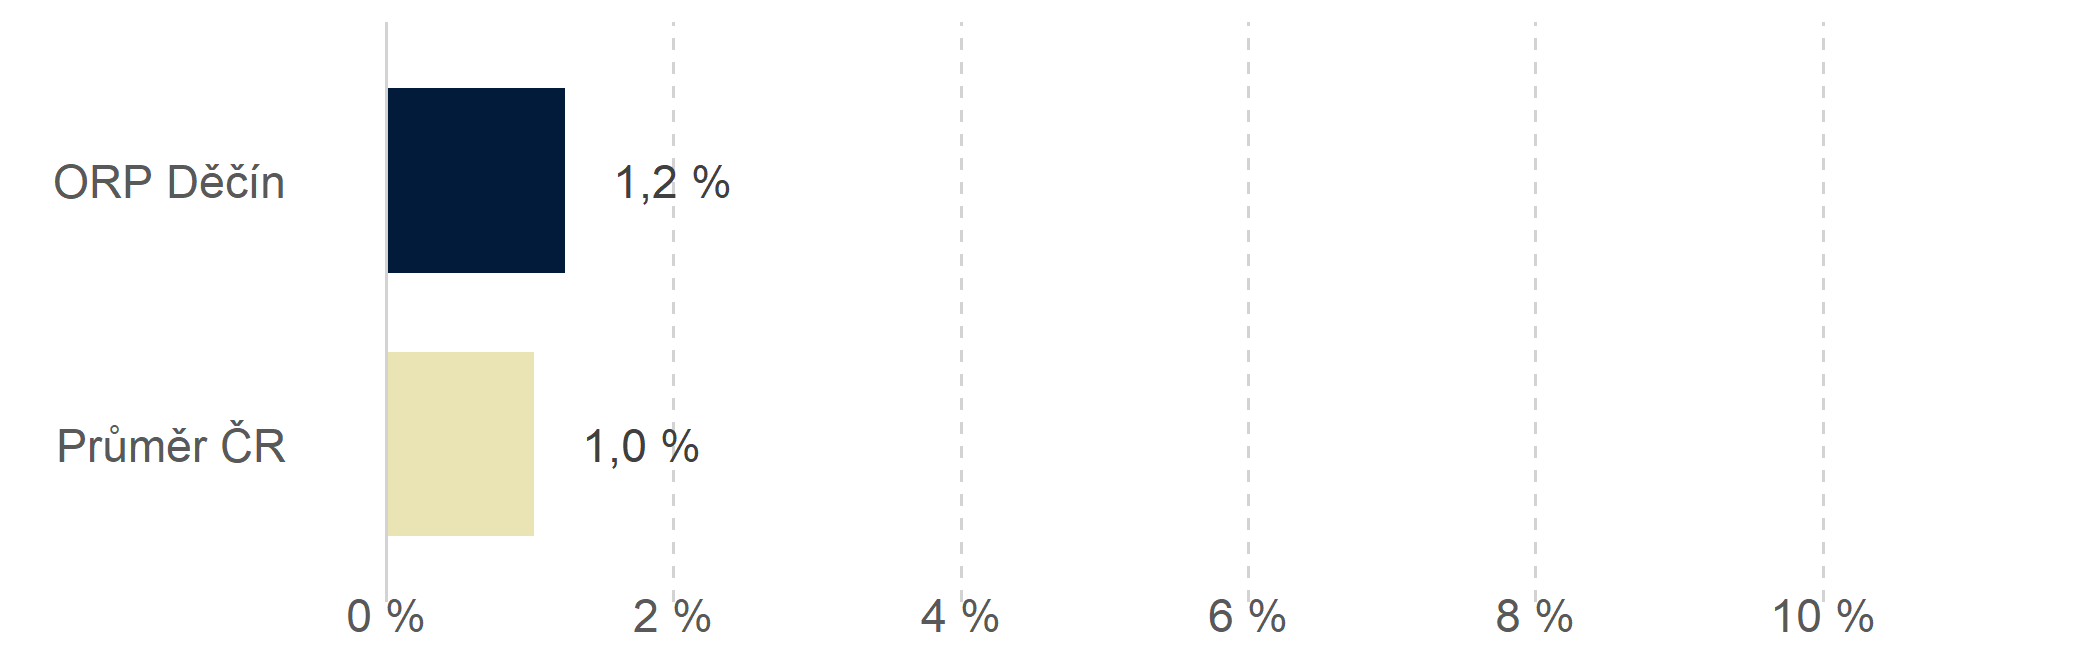 ORP Děčín 1,2 %
Průměr ČR 1,0 %
0 % 2 % 4 % 6 % 8 % 10 %